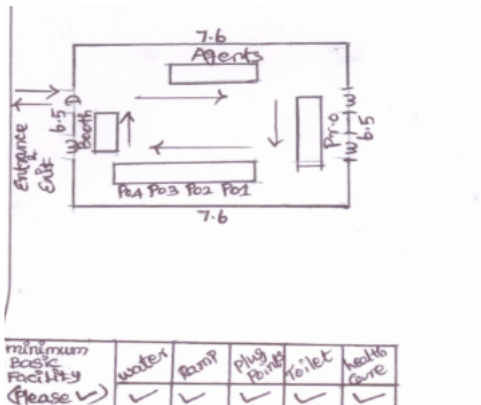 7.6
Agents
D
6.5
W
Booth
Entrance
&
Exit
W
W
Pr.o
6.5
Po4 Po3 Po2 Po1
7.6
minimum
Basic
Facility
(Please ✓)
water
Ramp
Plug
Points
Toilet
health
Care
✓ ✓ ✓ ✓ ✓